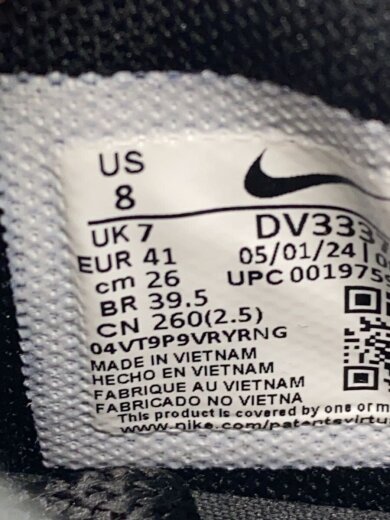 US
8
UK 7
DV333
EUR 41
05/01/24
cm 26
UPC 001975
BR 39.5
CN 260(2.5)
04VT9P9VRYRNG
MADE IN VIETNAM
HECHO EN VIETNAM
FABRIQUE AU VIETNAM
FABRICADO NO VIETNA
This product is covered by one or m
www.nike.com/patentsvirtu